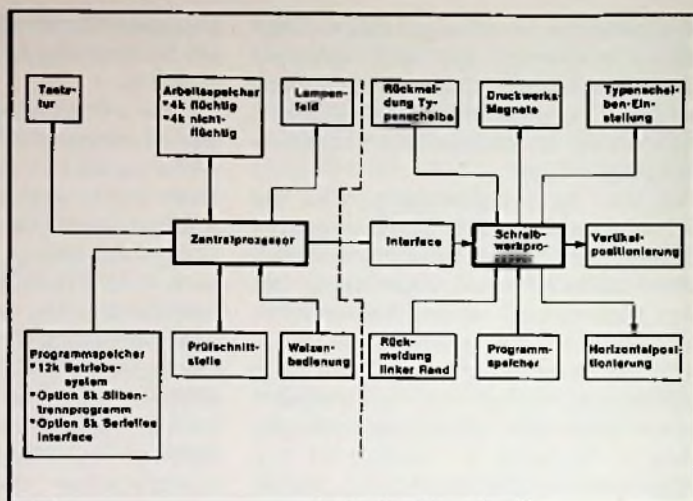 Tastatur
Arbeitsspeicher
*4k flüchtig
*4k nicht-
flüchtig
Lampen-
feld
Rückmel-
dung Ty-
penscheibe
Druckwerks
Magnete
Typenschei-
ben-Ein-
stellung
Zentralprozessor
Interface
Schreib-
werkpro-
Vertikal-
positionierung
Programmspeicher
*12k Betriebs-
system
*Option 8k Silben-
trennprogramm
*Option 8k Serielles
Interface
Prüfschnitt-
stelle
Walzen-
bedienung
Rück-
meldung
linker Rand
Programm-
speicher
Horizontalpos-
itionierung